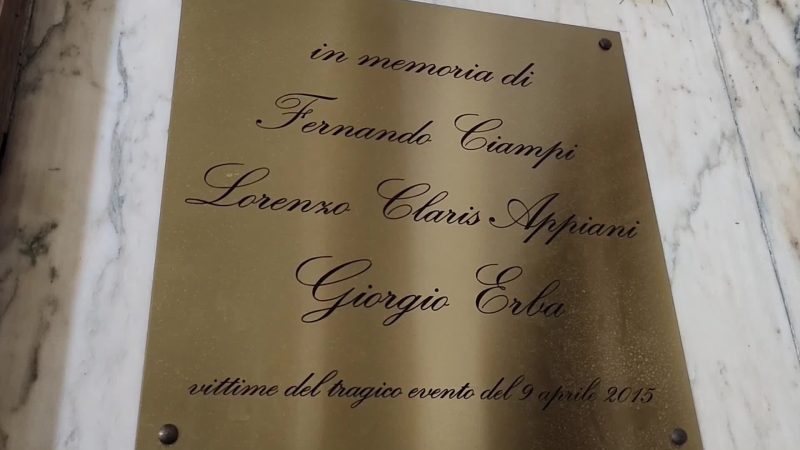 in memoria di
Fernando Ciampi
Lorenzo Claris Appiani
Giorgio Erba
vittime del tragico evento del 9 aprile 2015